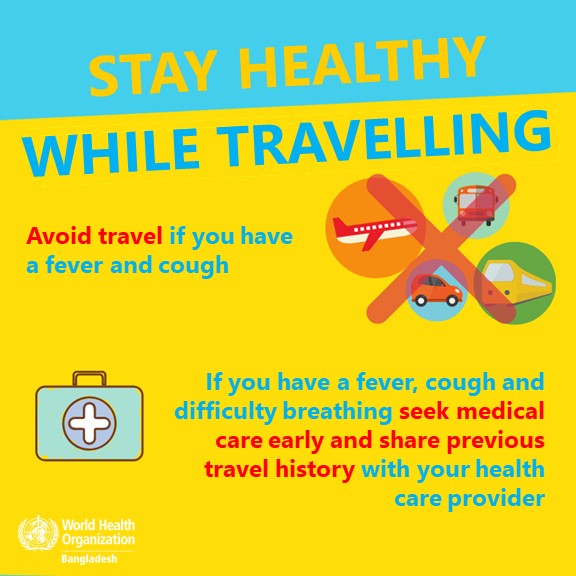 STAY HEALTHY
WHILE TRAVELLING
Avoid travel if you have
a fever and cough
If you have a fever, cough and
difficulty breathing seek medical
care early and share previous
travel history with your health
care provider
World Health
Organization
Bangladesh